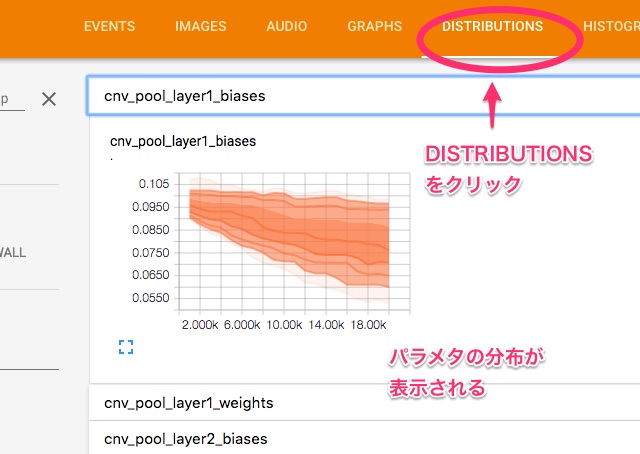 EVENTS IMAGES AUDIO GRAPHS DISTRIBUTIONS HISTOGR
p
cnv_pool_layer1_biases
cnv_pool_layer1_biases
.
DISTRIBUTIONS
をクリック
0.105
0.0950
0.0850
0.0750
0.0650
0.0550
WALL
2.000k 6.000k 10.00k 14.00k 18.00k
パラメタの分布が
表示される
cnv_pool_layer1_weights
cnv_pool_layer2_biases